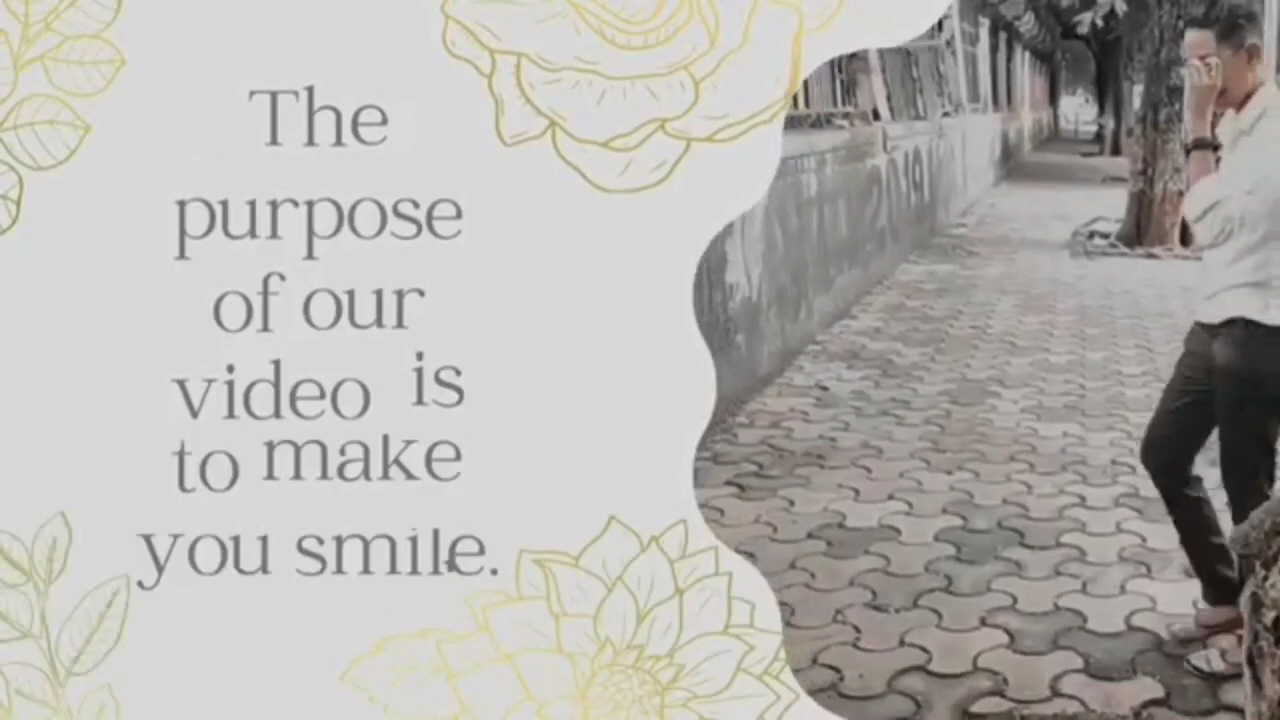 The
purpose
of our
video is
to make
you smile.